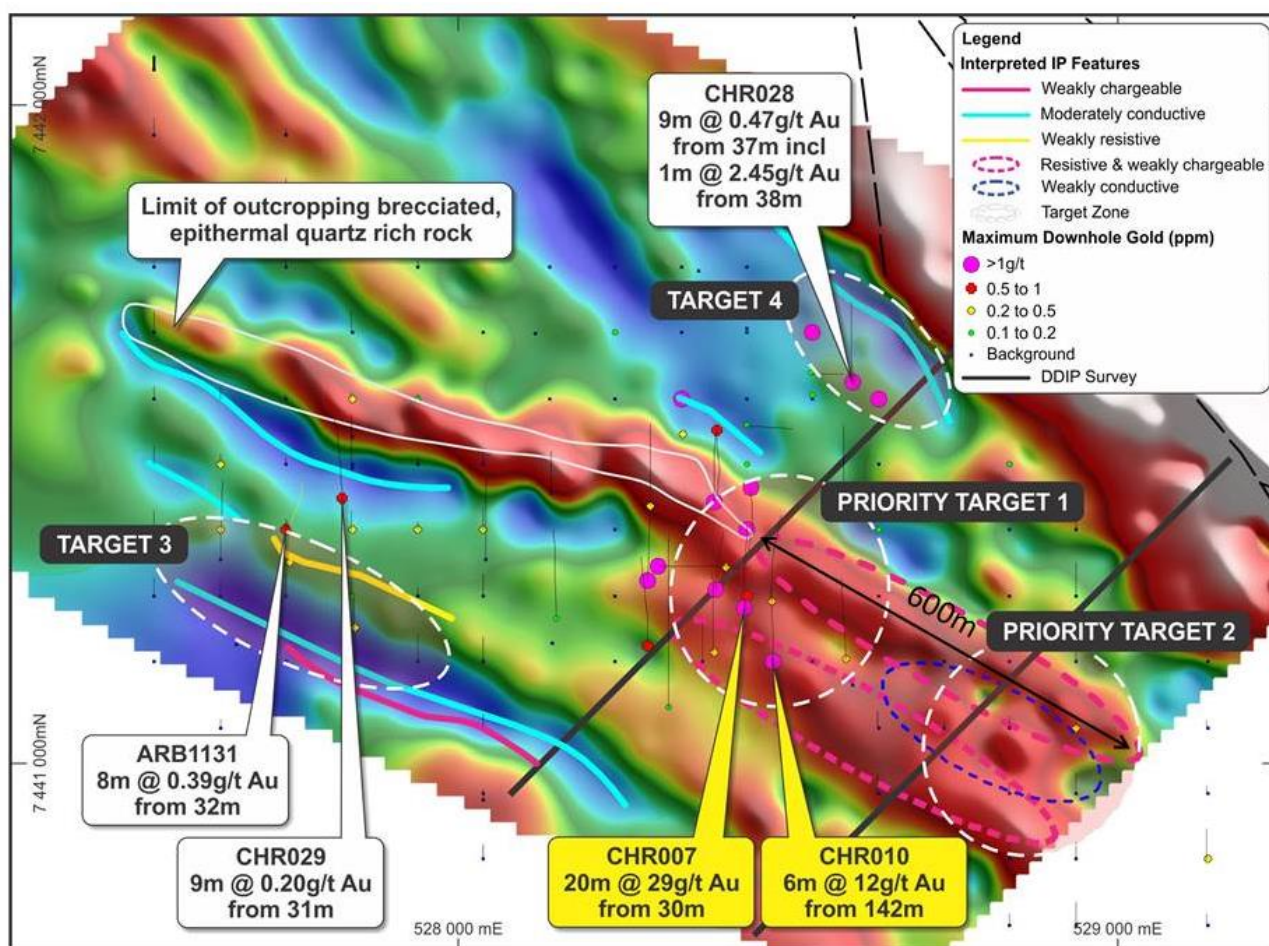 7 442 000mN
7 441 000mN
528 000 mE
529 000 mE
Limit of outcropping brecciated,
epithermal quartz rich rock
CHR028
9m @ 0.47g/t Au
from 37m incl
1m @ 2.45g/t Au
from 38m
TARGET 4
PRIORITY TARGET 1
TARGET 3
600m
PRIORITY TARGET 2
ARB1131
8m @ 0.39g/t Au
from 32m
CHR029
9m @ 0.20g/t Au
from 31m
CHR007
20m @ 29g/t Au
from 30m
CHR010
6m @ 12g/t Au
from 142m
Legend
Interpreted IP Features
Weakly chargeable
Moderately conductive
Weakly resistive
Resistive & weakly chargeable
Weakly conductive
Target Zone
Maximum Downhole Gold (ppm)
>1g/t
0.5 to 1
0.2 to 0.5
0.1 to 0.2
Background
DDIP Survey